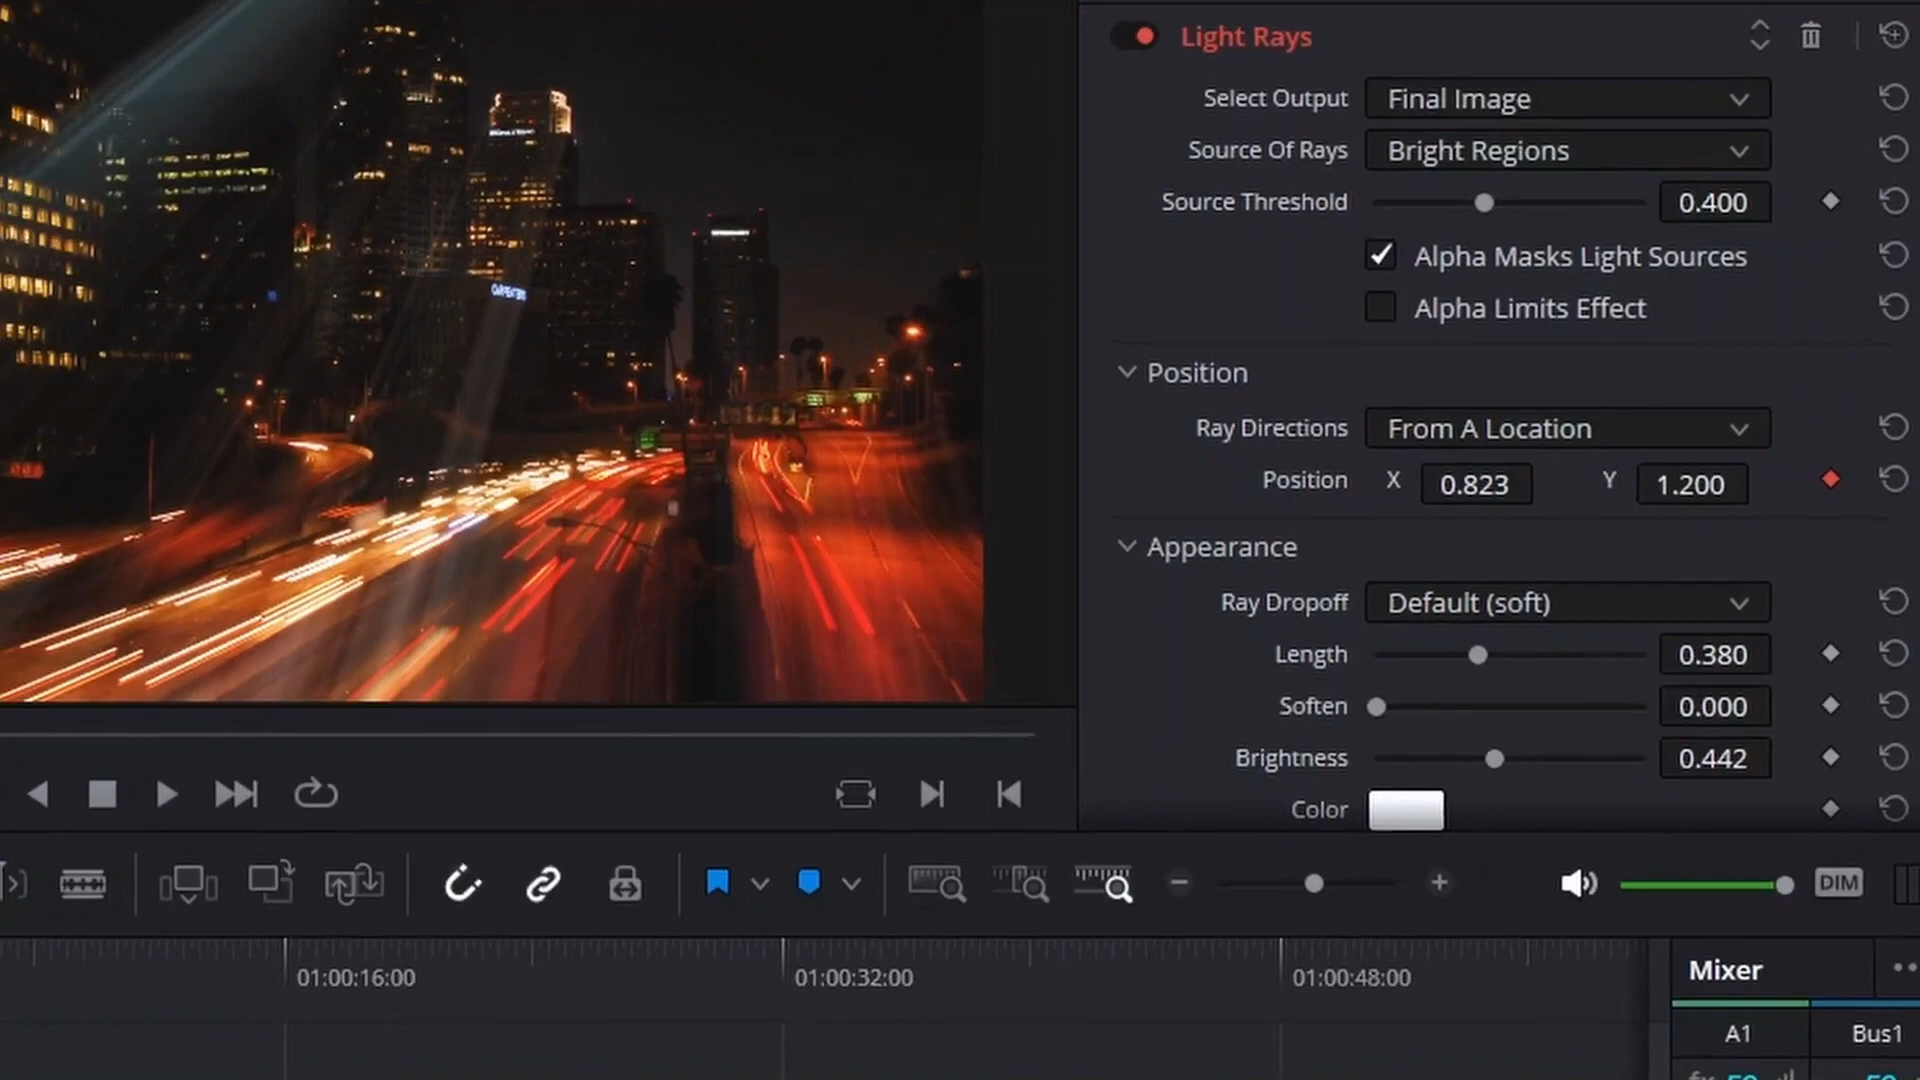 Light Rays
Select Output Final Image
Source Of Rays Bright Regions
Source Threshold 0.400
Alpha Masks Light Sources
Alpha Limits Effect
Position
Ray Directions From A Location
Position X 0.823 Y 1.200
Appearance
Ray Dropoff Default (soft)
Length 0.380
Soften 0.000
Brightness 0.442
Color
CARPENTERS
DIM
01:00:16:00 01:00:32:00 01:00:48:00
Mixer
A1 Bus1